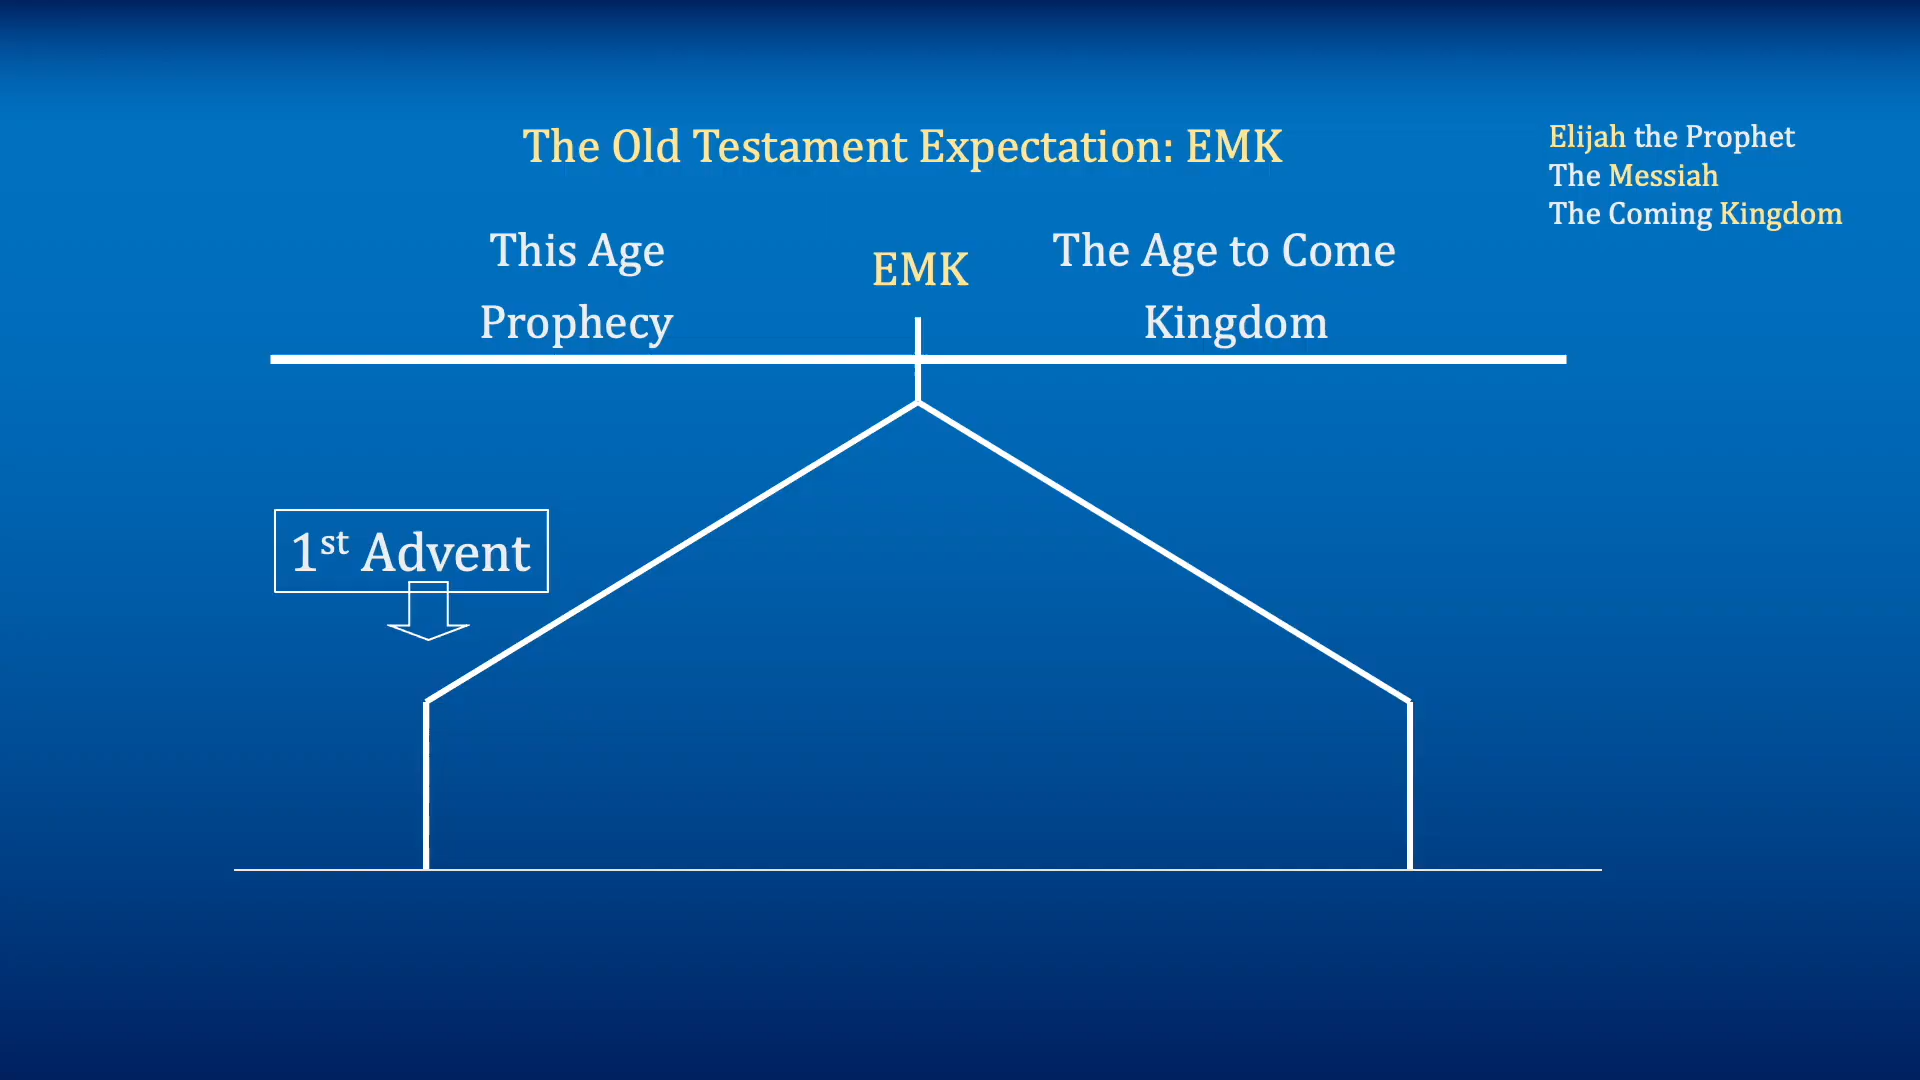 The Old Testament Expectation: EMK
Elijah the Prophet
The Messiah
The Coming Kingdom
This Age
Prophecy
EMK
The Age to Come
Kingdom
1st Advent